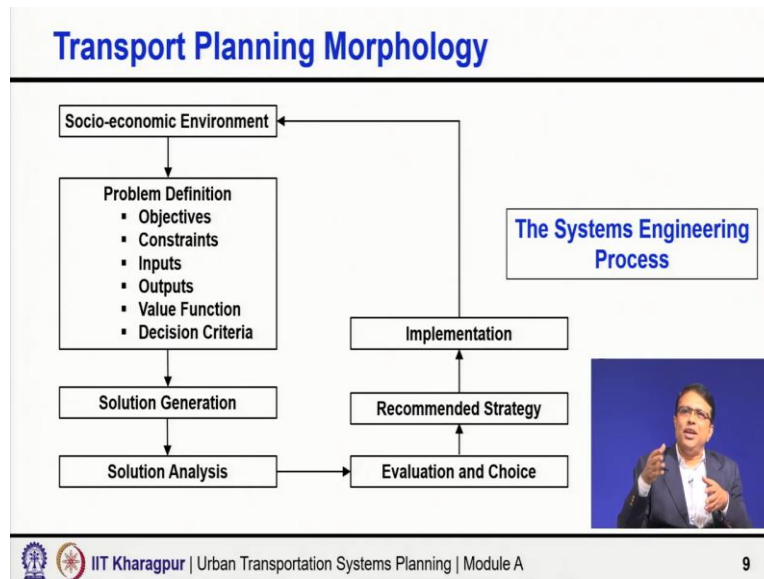 Transport Planning Morphology
Socio-economic Environment
Problem Definition
▪ Objectives
▪ Constraints
▪ Inputs
▪ Outputs
▪ Value Function
▪ Decision Criteria
Solution Generation
Solution Analysis
Evaluation and Choice
Recommended Strategy
Implementation
The Systems Engineering
Process
IIT Kharagpur | Urban Transportation Systems Planning | Module A
9